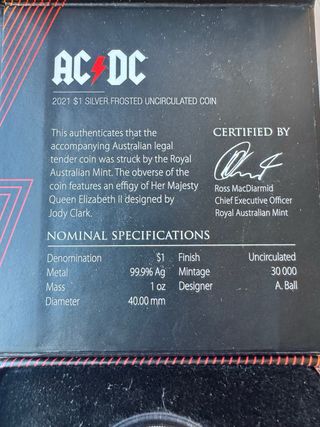 AC⚡DC
2021 $1 SILVER FROSTED UNCIRCULATED COIN
This authenticates that the
accompanying Australian legal
tender coin was struck by the Royal
Australian Mint. The obverse of the
coin features an effigy of Her Majesty
Queen Elizabeth II designed by
Jody Clark.
CERTIFIED BY
Ross MacDiarmid
Chief Executive Officer
Royal Australian Mint
NOMINAL SPECIFICATIONS
Denomination $1 Finish Uncirculated
Metal 99.9% Ag Mintage 30 000
Mass 1 oz Designer A. Ball
Diameter 40.00 mm